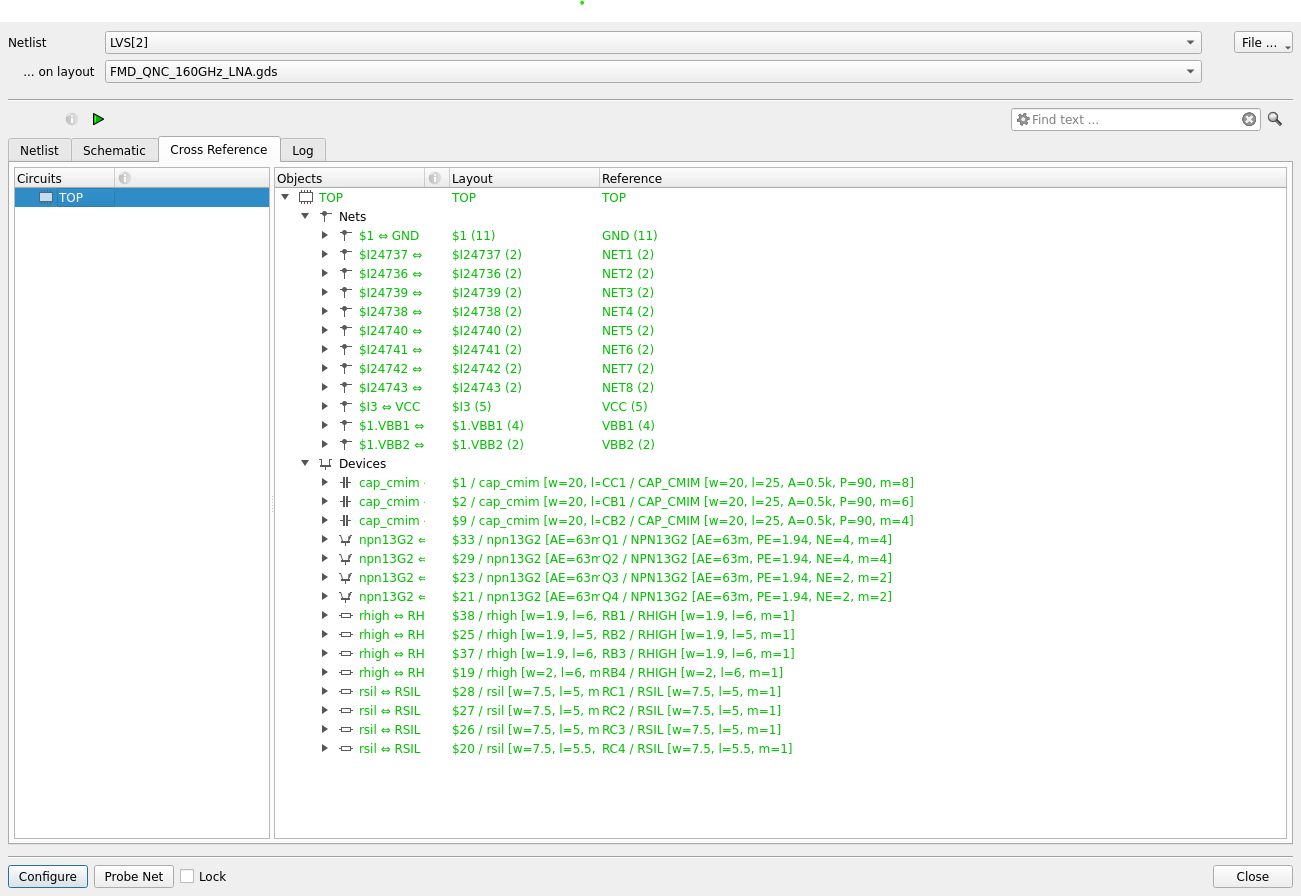 Netlist LVS[2] File ...
... on layout FMD_QNC_160GHz_LNA.gds
Find text ...
Netlist Schematic Cross Reference Log
Circuits Objects Layout Reference
TOP TOP TOP TOP
Nets
$1 ⇔ GND $1 (11) GND (11)
$I24737 ⇔ $I24737 (2) NET1 (2)
$I24736 ⇔ $I24736 (2) NET2 (2)
$I24739 ⇔ $I24739 (2) NET3 (2)
$I24738 ⇔ $I24738 (2) NET4 (2)
$I24740 ⇔ $I24740 (2) NET5 (2)
$I24741 ⇔ $I24741 (2) NET6 (2)
$I24742 ⇔ $I24742 (2) NET7 (2)
$I24743 ⇔ $I24743 (2) NET8 (2)
$I3 ⇔ VCC $I3 (5) VCC (5)
$1.VBB1 ⇔ $1.VBB1 (4) VBB1 (4)
$1.VBB2 ⇔ $1.VBB2 (2) VBB2 (2)
Devices
cap_cmim $1 / cap_cmim [w=20, l= CC1 / CAP_CMIM [w=20, l=25, A=0.5k, P=90, m=8]
cap_cmim $2 / cap_cmim [w=20, l= CB1 / CAP_CMIM [w=20, l=25, A=0.5k, P=90, m=6]
cap_cmim $9 / cap_cmim [w=20, l= CB2 / CAP_CMIM [w=20, l=25, A=0.5k, P=90, m=4]
npn13G2 ⇔ $33 / npn13G2 [AE=63m Q1 / NPN13G2 [AE=63m, PE=1.94, NE=4, m=4]
npn13G2 ⇔ $29 / npn13G2 [AE=63m Q2 / NPN13G2 [AE=63m, PE=1.94, NE=4, m=4]
npn13G2 ⇔ $23 / npn13G2 [AE=63m Q3 / NPN13G2 [AE=63m, PE=1.94, NE=2, m=2]
npn13G2 ⇔ $21 / npn13G2 [AE=63m Q4 / NPN13G2 [AE=63m, PE=1.94, NE=2, m=2]
rhigh ⇔ RH $38 / rhigh [w=1.9, l=6, RB1 / RHIGH [w=1.9, l=6, m=1]
rhigh ⇔ RH $25 / rhigh [w=1.9, l=5, RB2 / RHIGH [w=1.9, l=5, m=1]
rhigh ⇔ RH $37 / rhigh [w=1.9, l=6, RB3 / RHIGH [w=1.9, l=6, m=1]
rhigh ⇔ RH $19 / rhigh [w=2, l=6, m RB4 / RHIGH [w=2, l=6, m=1]
rsil ⇔ RSIL $28 / rsil [w=7.5, l=5, m RC1 / RSIL [w=7.5, l=5, m=1]
rsil ⇔ RSIL $27 / rsil [w=7.5, l=5, m RC2 / RSIL [w=7.5, l=5, m=1]
rsil ⇔ RSIL $26 / rsil [w=7.5, l=5, m RC3 / RSIL [w=7.5, l=5, m=1]
rsil ⇔ RSIL $20 / rsil [w=7.5, l=5.5, RC4 / RSIL [w=7.5, l=5.5, m=1]
Configure Probe Net Lock Close